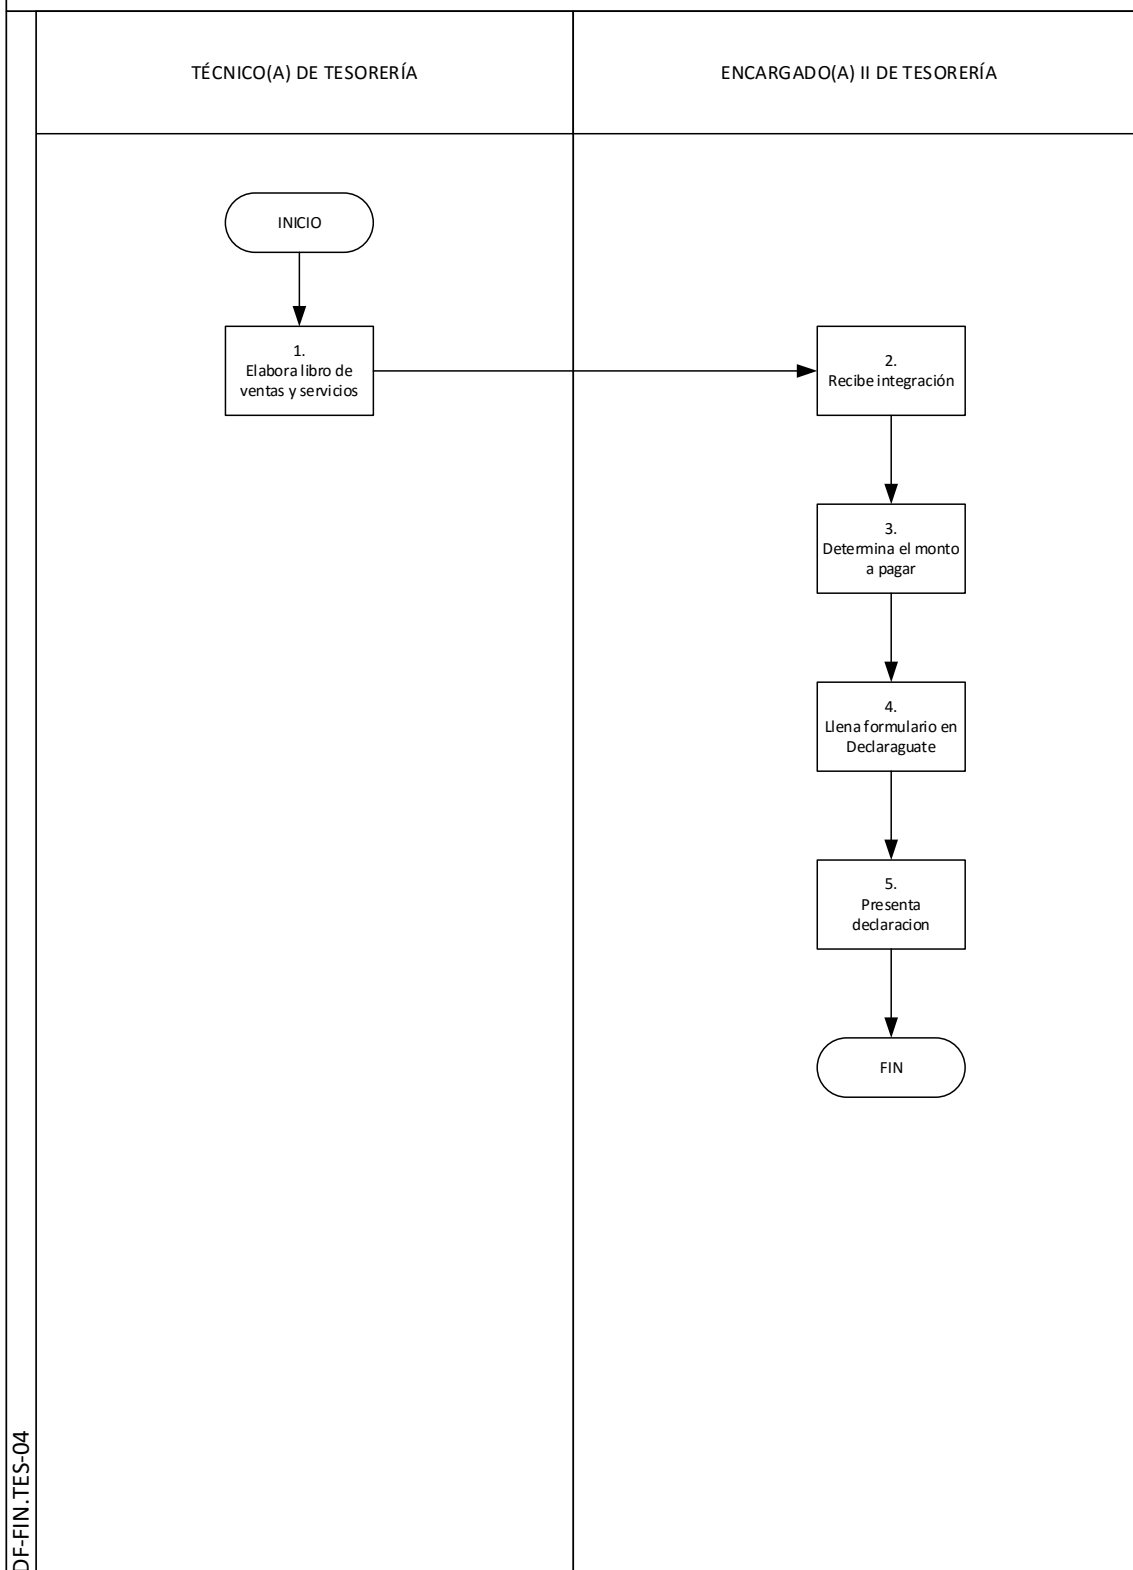 TÉCNICO(A) DE TESORERÍA
ENCARGADO(A) II DE TESORERÍA
INICIO
1.
Elabora libro de
ventas y servicios
2.
Recibe integración
3.
Determina el monto
a pagar
4.
Llena formulario en
Declaraguate
5.
Presenta
declaracion
FIN
DF-FIN.TES-04